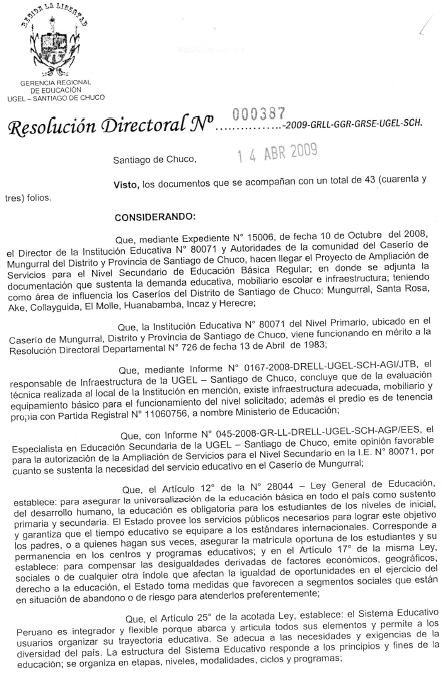 REGION LA LIBERTAD
GERENCIA REGIONAL
DE EDUCACIÓN
UGEL – SANTIAGO DE CHUCO
Resolución Directoral Nº 000387 -2009-GRLL-GGR-GRSE-UGEL-SCH.
Santiago de Chuco, 14 ABR 2009
Visto, los documentos que se acompañan con un total de 43 (cuarenta y
tres) folios.
CONSIDERANDO:
Que, mediante Expediente N° 15006, de fecha 10 de Octubre del 2008,
el Director de la Institución Educativa N° 80071 y Autoridades de la comunidad del Caserío de
Mungurral del Distrito y Provincia de Santiago de Chuco, hacen llegar el Proyecto de Ampliación de
Servicios para el Nivel Secundario de Educación Básica Regular; en donde se adjunta la
documentación que sustenta la demanda educativa, mobiliario escolar e infraestructura; teniendo
como área de influencia los Caseríos del Distrito de Santiago de Chuco: Mungurral, Santa Rosa,
Ake, Collayguida, El Molle, Huanabamba, Incaz y Herecre;
Que, la Institución Educativa N° 80071 del Nivel Primario, ubicado en el
Caserío de Mungurral, Distrito y Provincia de Santiago de Chuco, viene funcionando en mérito a la
Resolución Directoral Departamental N° 726 de fecha 13 de Abril de 1983;
Que, mediante Informe N° 0167-2008-DRELL-UGEL-SCH-AGI/JTB, el
responsable de Infraestructura de la UGEL – Santiago de Chuco, concluye que de la evaluación
técnica realizada al local de la Institución en mención, existe infraestructura adecuada, mobiliario y
equipamiento básico para el funcionamiento del nivel solicitado; además el predio es de tenencia
propia con Partida Registral N° 11060756, a nombre Ministerio de Educación;
Que, con Informe N° 045-2008-GR-LL-DRELL-UGEL-SCH-AGP/EES, el
Especialista en Educación Secundaria de la UGEL – Santiago de Chuco, emite opinión favorable
para la autorización de la Ampliación de Servicios para el Nivel Secundario en la I.E. N° 80071, por
cuanto se sustenta la necesidad del servicio educativo en el Caserío de Mungurral;
Que, el Artículo 12° de la N° 28044 – Ley General de Educación,
establece: para asegurar la universalización de la educación básica en todo el país como sustento
del desarrollo humano, la educación es obligatoria para los estudiantes de los niveles de inicial,
primaria y secundaria. El Estado provee los servicios públicos necesarios para lograr este objetivo
y garantiza que el tiempo educativo se equipare a los estándares internacionales. Corresponde a
los padres, o a quienes hagan sus veces, asegurar la matrícula oportuna de los estudiantes y su
permanencia en los centros y programas educativos; y en el Artículo 17° de la misma Ley,
establece: para compensar las desigualdades derivadas de factores económicos, geográficos,
sociales o de cualquier otra índole que afectan la igualdad de oportunidades en el ejercicio del
derecho a la educación, el Estado toma medidas que favorecen a segmentos sociales que están
en situación de abandono o de riesgo para atenderlos preferentemente;
Que, el Artículo 25° de la acotada Ley, establece: el Sistema Educativo
Peruano es integrador y flexible porque abarca y articula todos sus elementos y permite a los
usuarios organizar su trayectoria educativa. Se adecua a las necesidades y exigencias de la
diversidad del país. La estructura del Sistema Educativo responde a los principios y fines de la
educación; se organiza en etapas, niveles, modalidades, ciclos y programas;